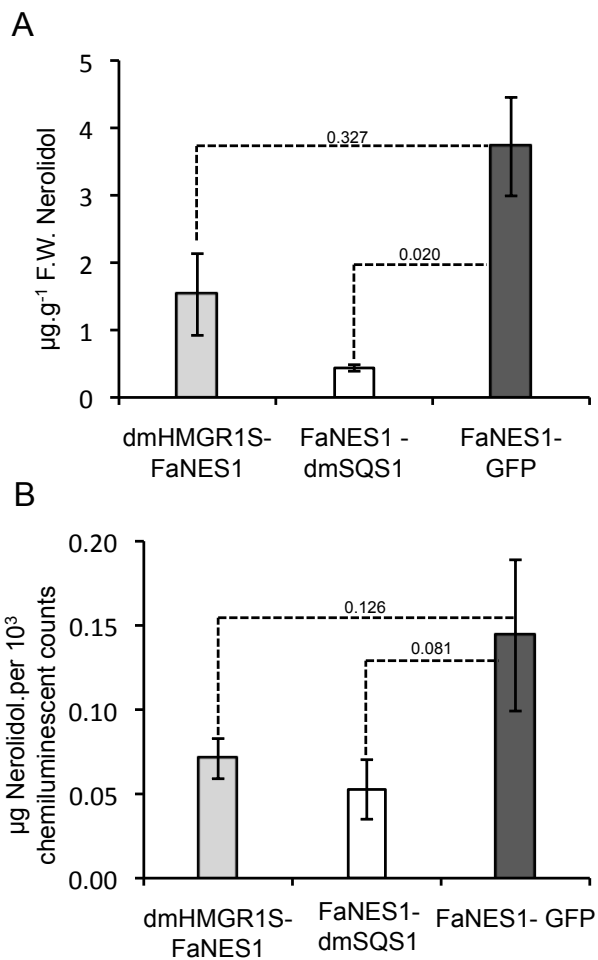 A
µg.g⁻¹ F.W. Nerolidol
5
4
3
2
1
0
0.327
0.020
dmHMGR1S-
FaNES1
FaNES1 -
dmSQS1
FaNES1-
GFP
B
µg Nerolidol.per 10³
chemiluminescent counts
0.20
0.15
0.10
0.05
0.00
0.126
0.081
dmHMGR1S-
FaNES1
FaNES1-
dmSQS1
FaNES1- GFP